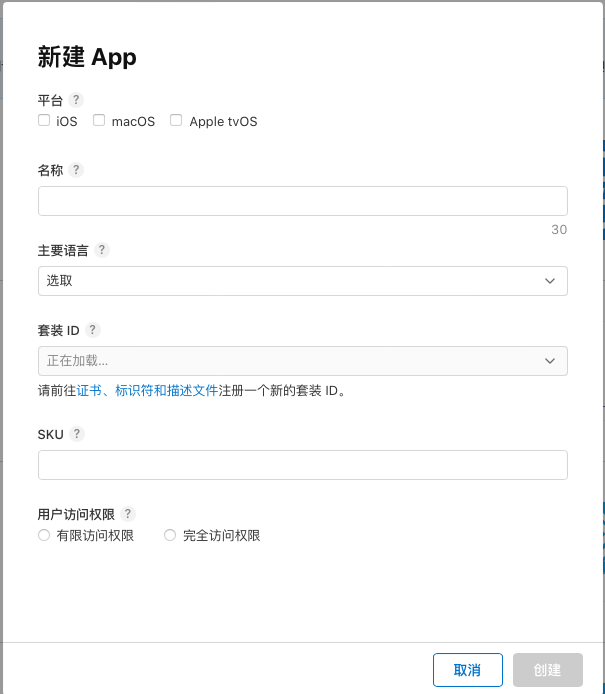 新建 App
平台 ?
iOS macOS Apple tvOS
名称 ?
30
主要语言 ?
选取
套装 ID ?
正在加载...
请前往证书、标识符和描述文件注册一个新的套装 ID。
SKU ?
用户访问权限 ?
有限访问权限 完全访问权限
取消 创建